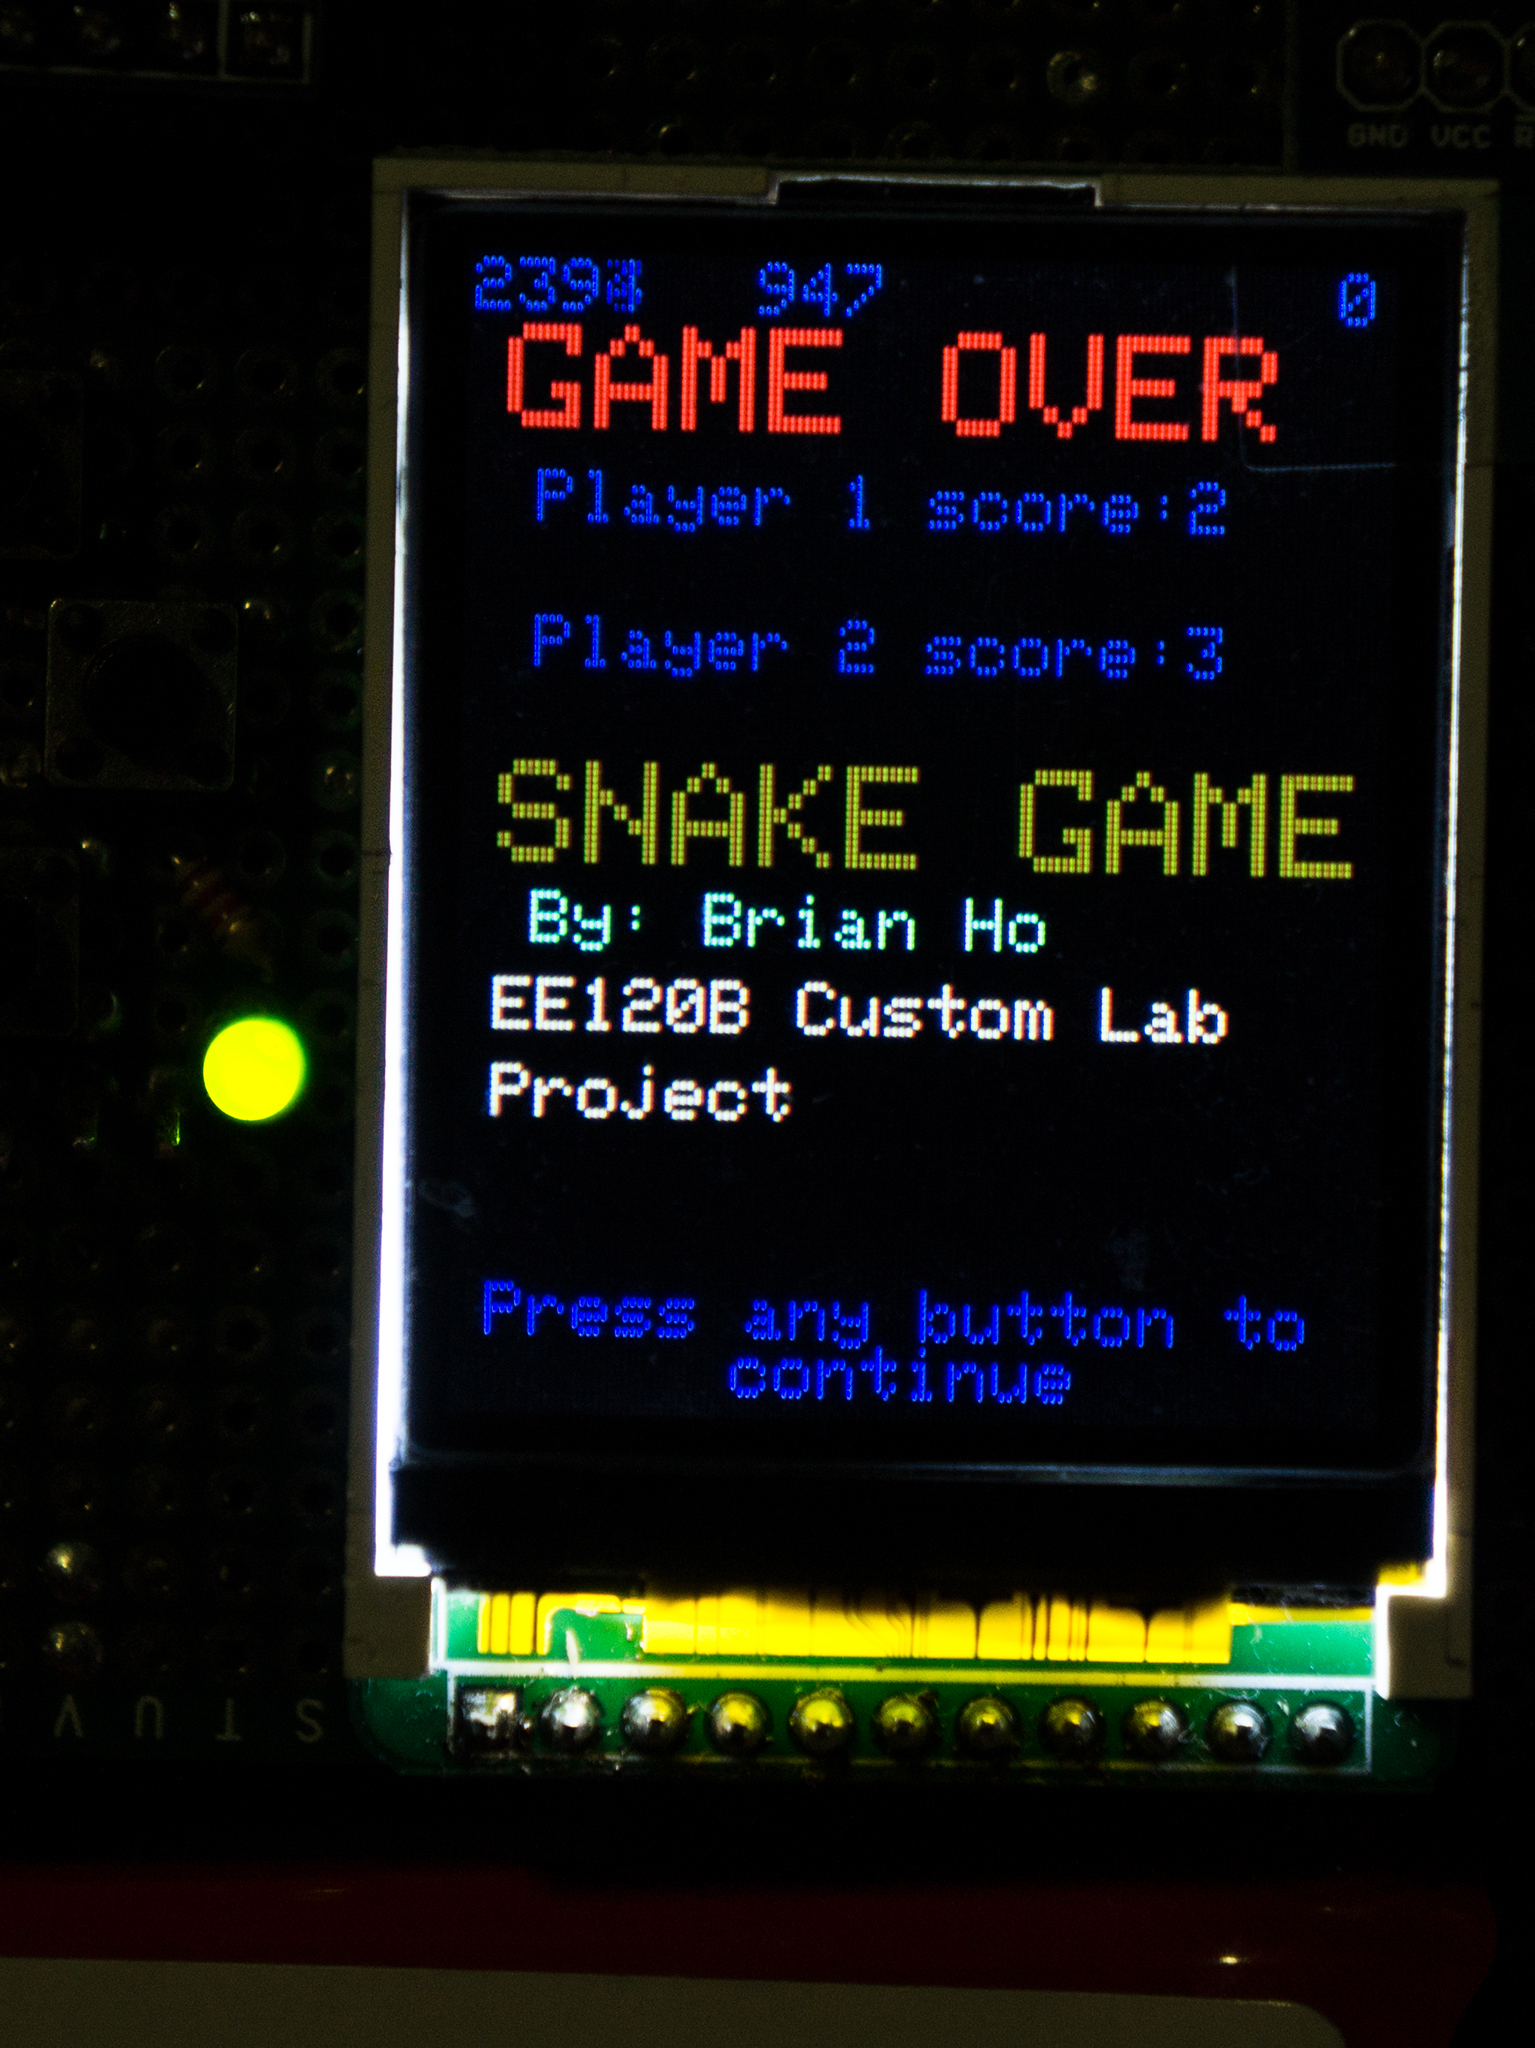 GND VCC
947 0
GAME OVER
Player 1 score:2
Player 2 score:3
SNAKE GAME
By: Brian Ho
EE120B Custom Lab
Project
Press any button to
continue
V U T S